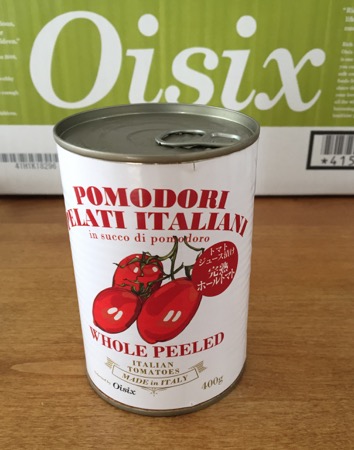 Oisix
POMODORI
PELATI ITALIANI
in succo di pomodoro
トマト
ジュース漬け
完熟
ホールトマト
WHOLE PEELED
ITALIAN
TOMATOES
MADE in ITALY
Oisix
400g